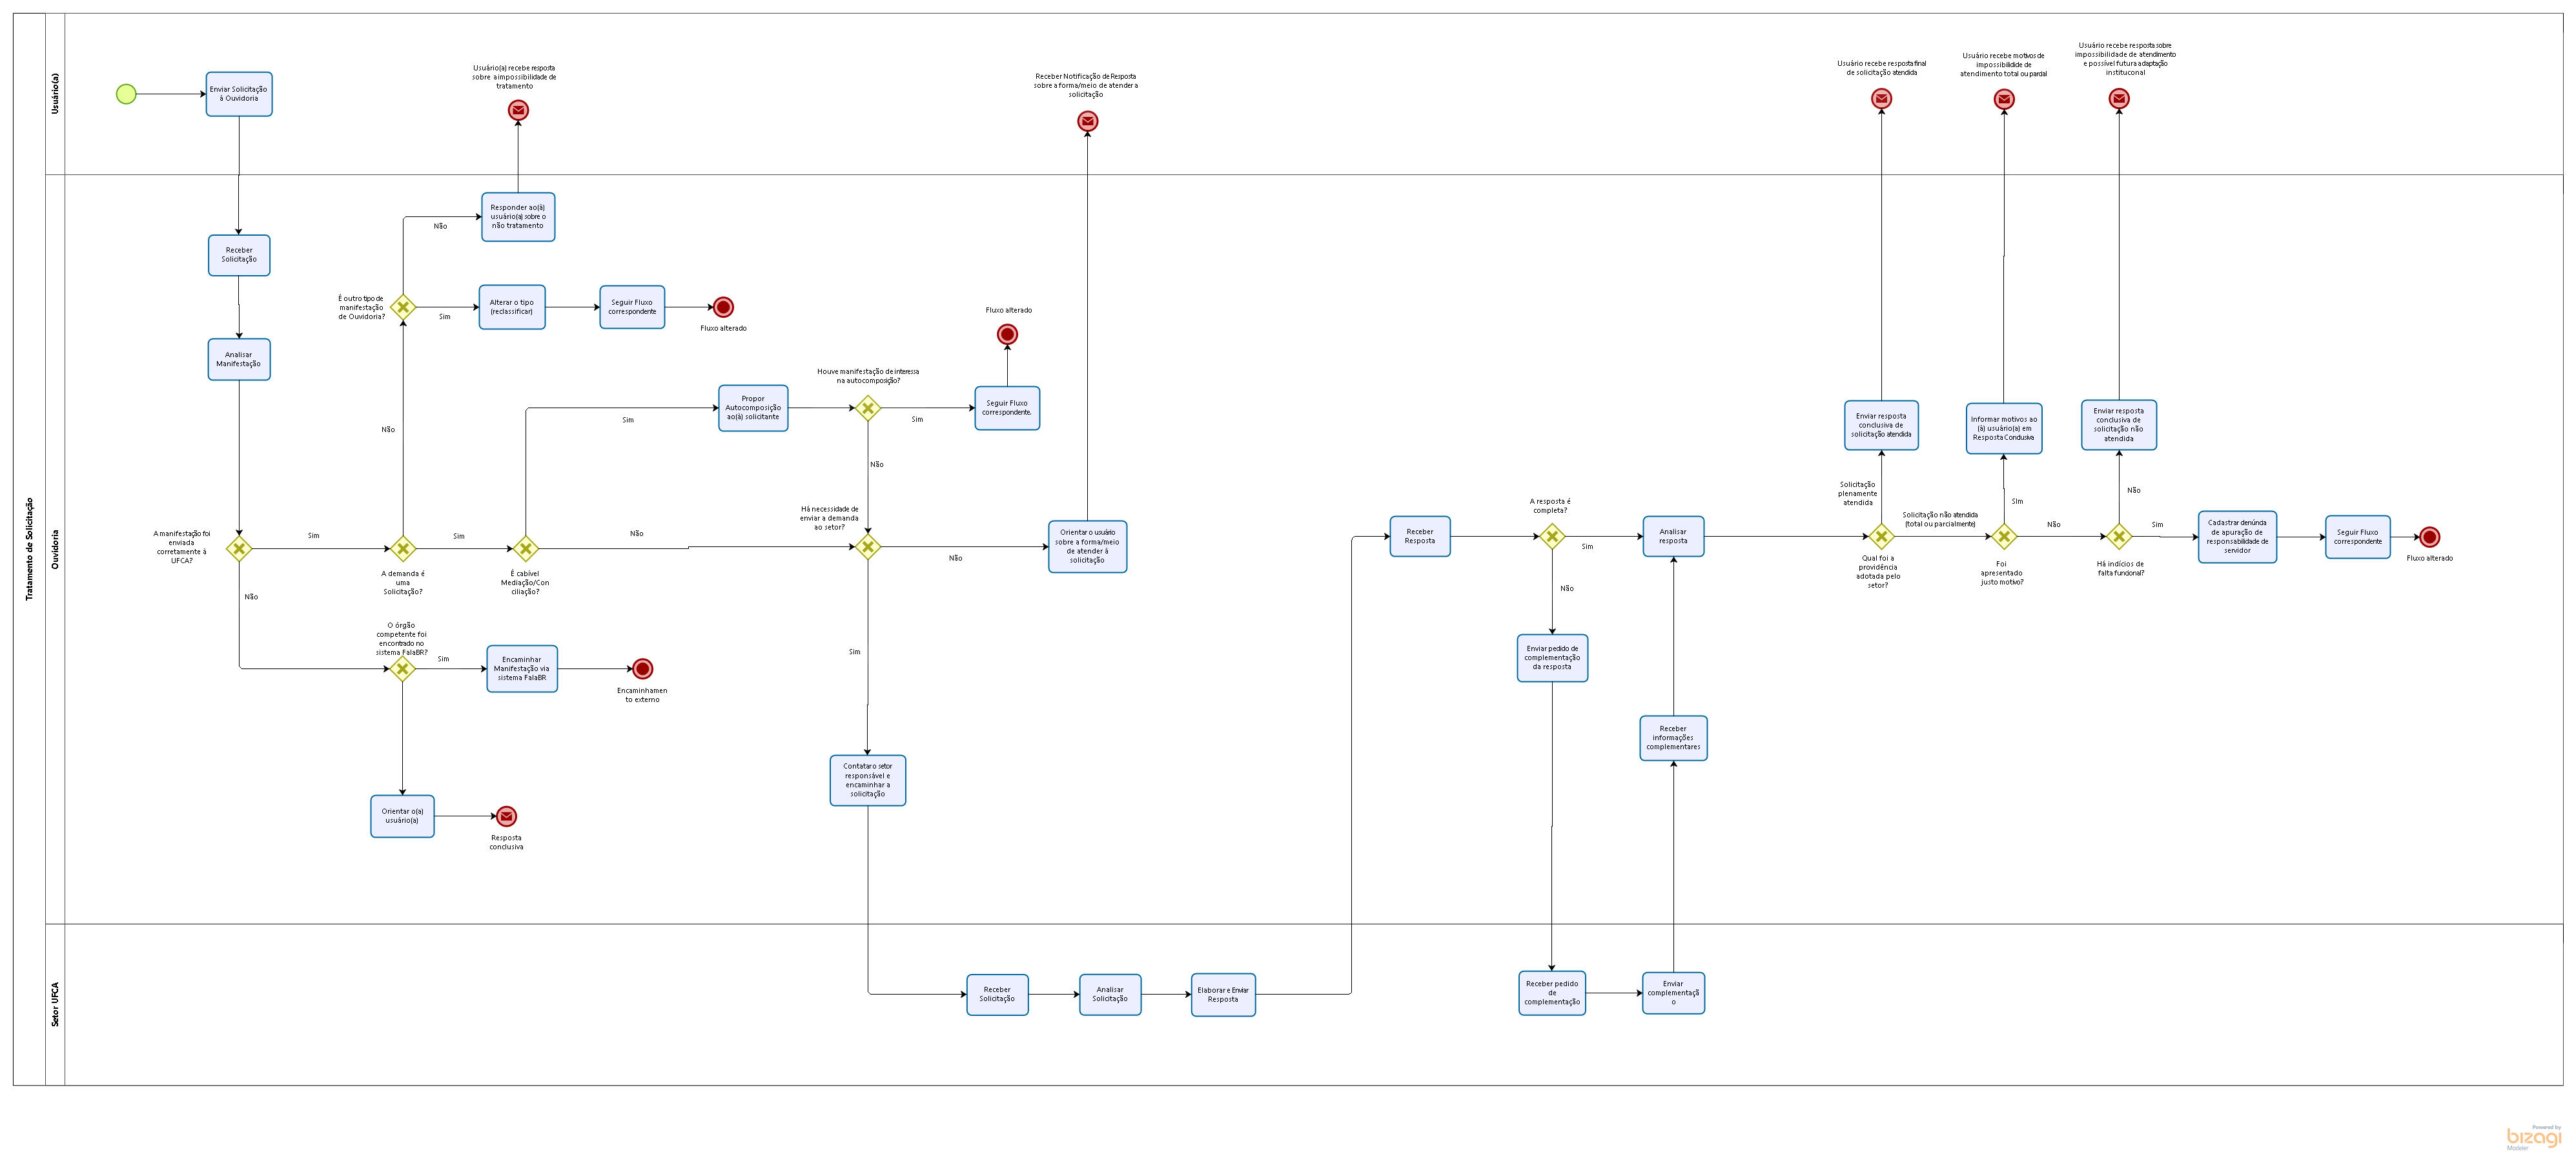 Tratamento de Solicitação
Usuário(a)
Enviar Solicitação
à Ouvidoria
Usuário(a) recebe resposta
sobre a impossibilidade de
tratamento
Receber Notificação de Resposta
sobre a forma/meio de atender a
solicitação
Usuário recebe resposta final
de solicitação atendida
Usuário recebe motivos de
impossibilidide de
atendimento total ou parcial
Usuário recebe resposta sobre
impossibilidade de atendimento
e possível futura adaptação
instituconal
Ouvidoria
Receber
Solicitação
Analisar
Manifestação
A manifestação foi
enviada
corretamente à
UFCA?
Sim
Não
A demanda é
uma
Solicitação?
Não
Sim
É outro tipo de
manifestação
de Ouvidoria?
Não
Sim
Responder ao(à)
usuário(a) sobre o
não tratamento
Alterar o tipo
(reclassificar)
Seguir Fluxo
correspondente
Fluxo alterado
É cabível
Mediação/Con
ciliação?
Sim
Não
Propor
Autocomposição
ao(à) solicitante
Houve manifestação de interessa
na autocomposição?
Sim
Não
Seguir Fluxo
correspondente.
Fluxo alterado
Há necessidade de
enviar a demanda
ao setor?
Não
Sim
Orientar o usuário
sobre a forma/meio
de atender á
solicitação
O órgão
competente foi
encontrado no
sistema FalaBR?
Sim
Encaminhar
Manifestação via
sistema FalaBR
Encaminhamen
to externo
Orientar o(a)
usuário(a)
Resposta
conclusiva
Contatar o setor
responsável e
encaminhar a
solicitação
Receber
Resposta
A resposta é
completa?
Sim
Não
Analisar
resposta
Enviar pedido de
complementação
da resposta
Receber
informações
complementares
Qual foi a
providência
adotada pelo
setor?
Solicitação
plenamente
atendida
Solicitação não atendida
(total ou parcialmente)
Enviar resposta
conclusiva de
solicitação atendida
Foi
apresentado
justo motivo?
SIm
Não
Informar motivos ao
(à) usuário(a) em
Resposta Conclusiva
Há indícios de
falta funcional?
Não
Sim
Enviar resposta
conclusiva de
solicitação não
atendida
Cadastrar denúncia
de apuração de
responsabilidade de
servidor
Seguir Fluxo
correspondente
Fluxo alterado
Setor UFCA
Receber
Solicitação
Analisar
Solicitação
Elaborar e Enviar
Resposta
Receber pedido
de
complementação
Enviar
complementaçã
o
Powered by
bizagi
Modeler